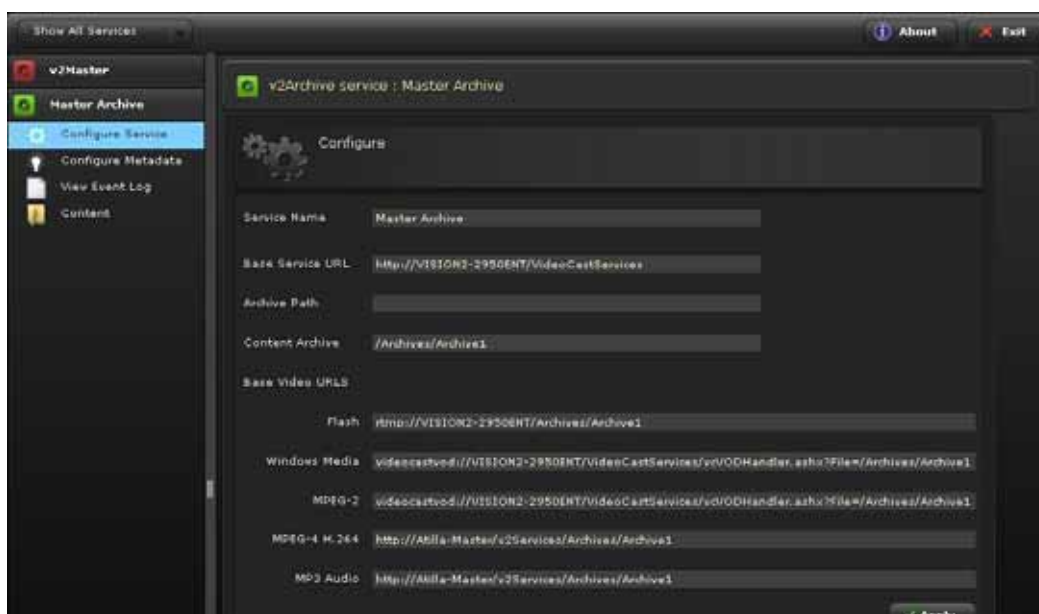 Show All Services
About
Exit
v2Master
Master Archive
Configure Service
Configure Metadata
View Event Log
Content
v2Archive service : Master Archive
Configure
Service Name
Master Archive
Base Service URL
http://VISION2-2950ENT/VideoCastServices
Archive Path
Content Archive
/Archives/Archive1
Base Video URLS
Flash
rtmp://VISION2-2950ENT/Archives/Archive1
Windows Media
videocastvod://VISION2-2950ENT/VideoCastServices/vcVODHandler.ashx?File=/Archives/Archive1
MPEG-2
videocastvod://VISION2-2950ENT/VideoCastServices/vcVODHandler.ashx?File=/Archives/Archive1
MPEG-4 H.264
http://Atilla-Master/v2Services/Archives/Archive1
MP3 Audio
http://Atilla-Master/v2Services/Archives/Archive1